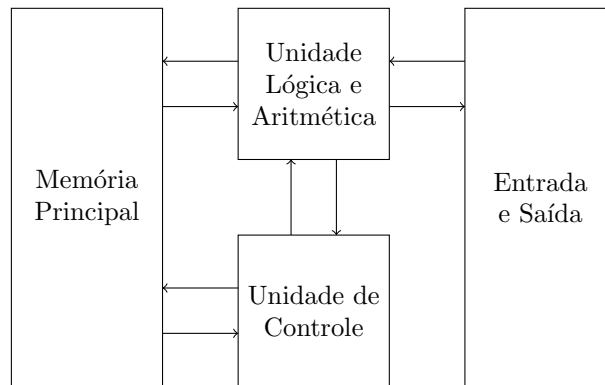 Memória
Principal
Unidade
Lógica e
Aritmética
Unidade de
Controle
Entrada
e Saída